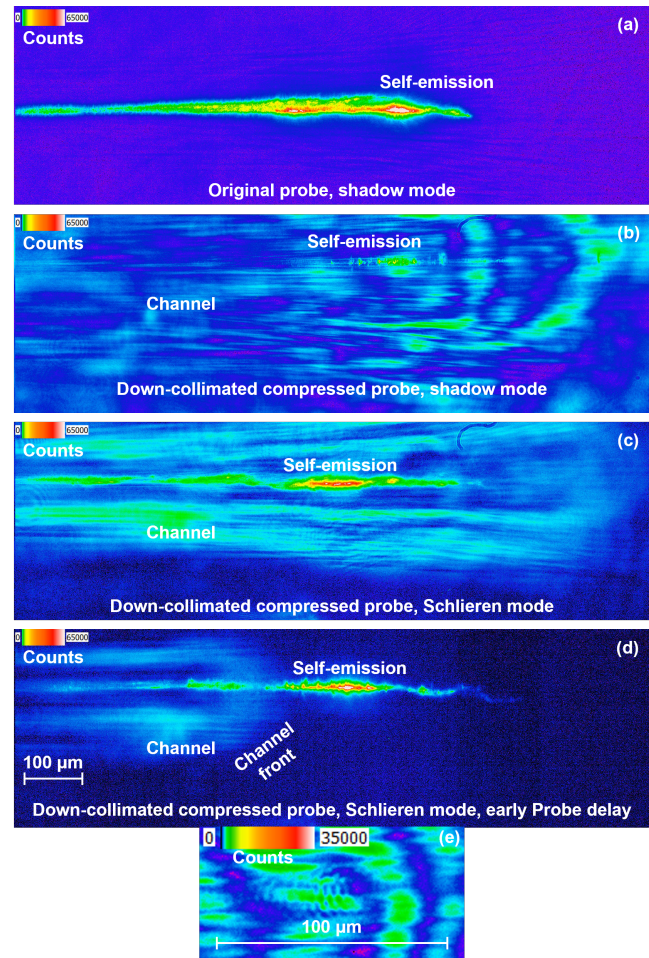 0 65000
Counts
(a)
Self-emission
Original probe, shadow mode
0 65000
Counts
(b)
Self-emission
Channel
Down-collimated compressed probe, shadow mode
0 65000
Counts
(c)
Self-emission
Channel
Down-collimated compressed probe, Schlieren mode
0 65000
Counts
(d)
Self-emission
Channel
Channel
front
100 µm
Down-collimated compressed probe, Schlieren mode, early Probe delay
0 35000
(e)
Counts
100 µm